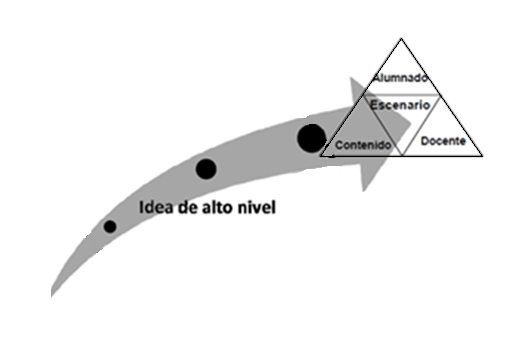 Alumnado
Escenario
Contenido
Docente
Idea de alto nivel